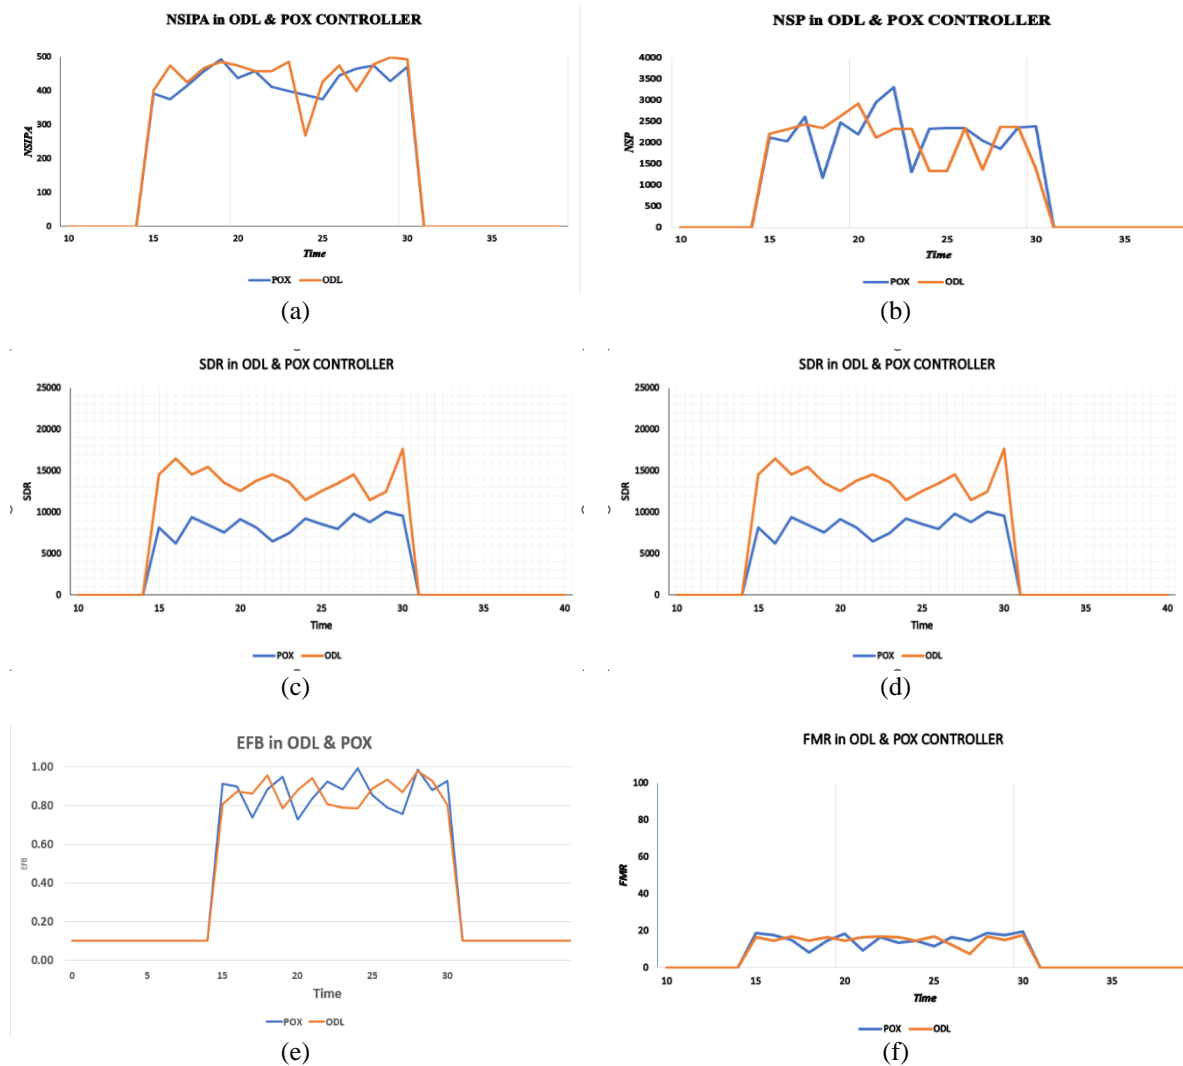 NSIPA in ODL & POX CONTROLLER
500
400
300
200
100
0
NSIPA
10 15 20 25 30 35
Time
POX ODL
(a)
NSP in ODL & POX CONTROLLER
4000
3500
3000
2500
2000
1500
1000
500
0
NSP
10 15 20 25 30 35
Time
POX ODL
(b)
SDR in ODL & POX CONTROLLER
25000
20000
15000
10000
5000
0
SDR
10 15 20 25 30 35 40
Time
POX ODL
(c)
SDR in ODL & POX CONTROLLER
25000
20000
15000
10000
5000
0
SDR
10 15 20 25 30 35 40
Time
POX ODL
(d)
EFB in ODL & POX
1.00
0.80
0.60
0.40
0.20
0.00
EFB
0 5 15 20 25 30
Time
POX ODL
(e)
FMR in ODL & POX CONTROLLER
100
80
60
40
20
0
FMR
10 15 20 25 30 35
Time
POX ODL
(f)